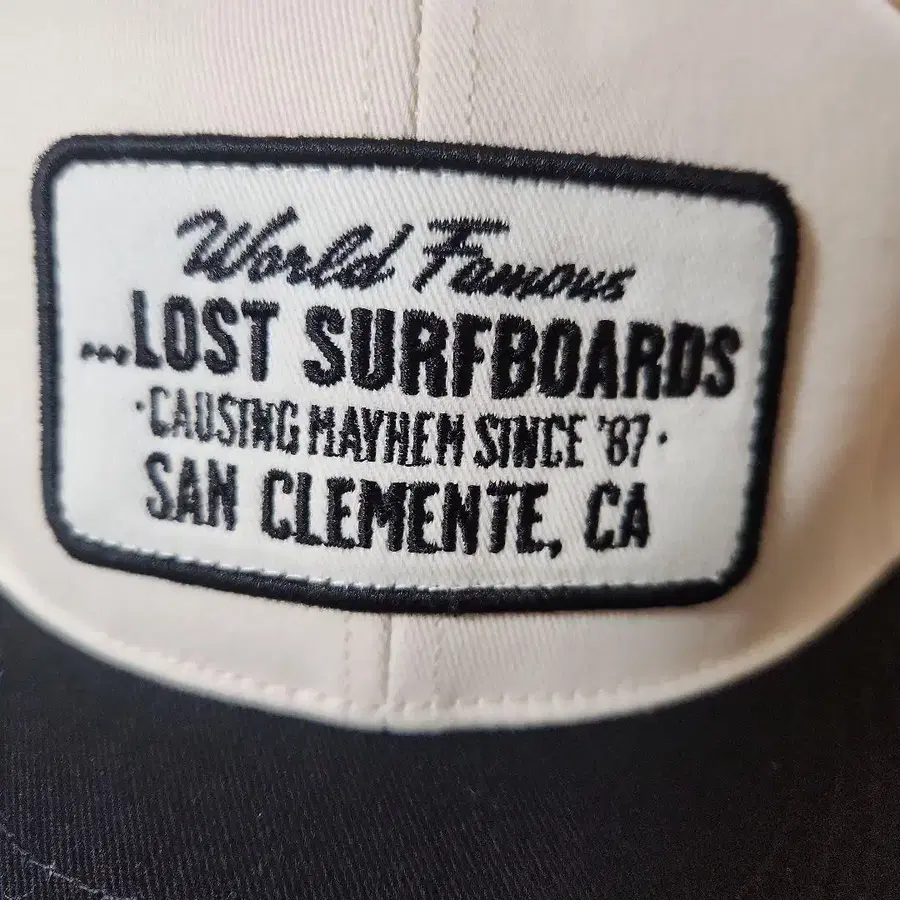 World Famous
...LOST SURFBOARDS
·CAUSING MAYHEM SINCE '87·
SAN CLEMENTE, CA